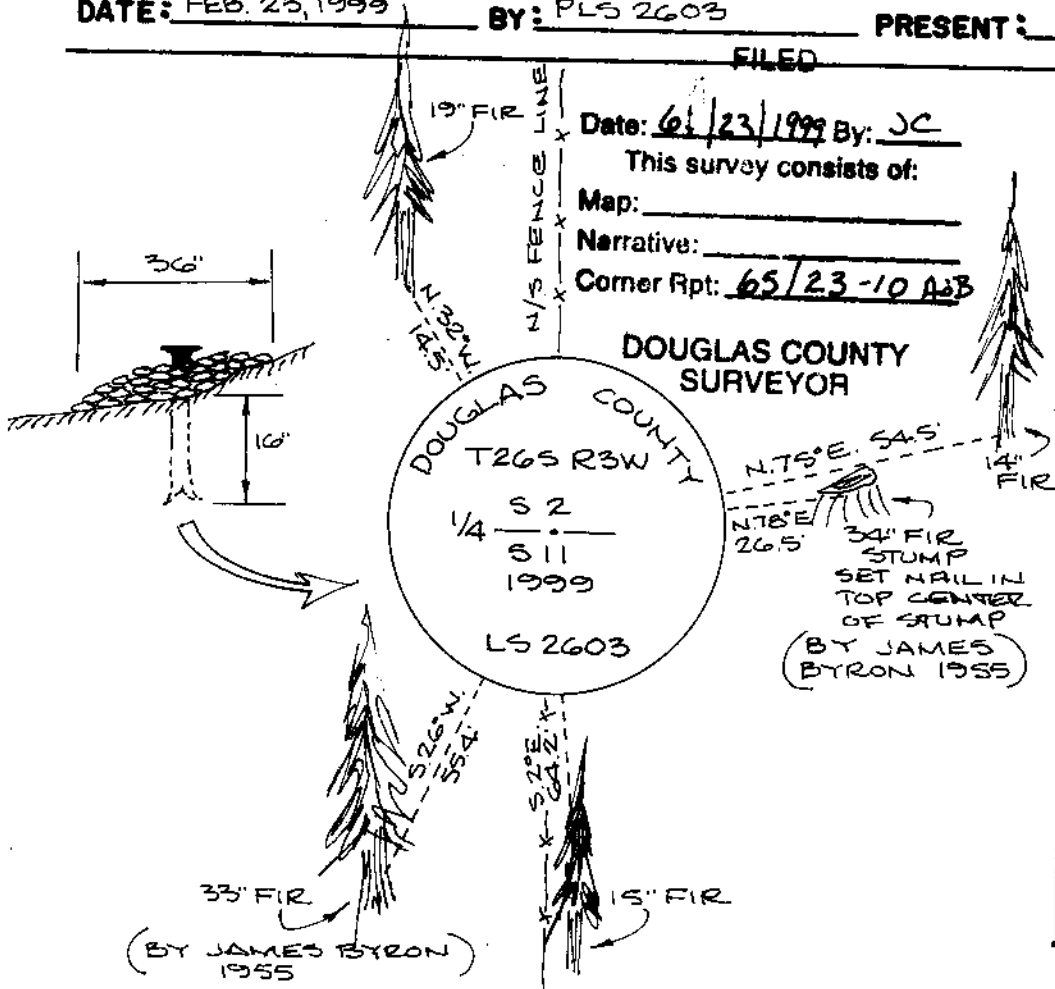 DATE: FEB. 25, 1999 BY: PLS 2603 PRESENT:
FILED
Date: 6/23/1999 By: JC
This survey consists of:
Map:
Narrative:
Corner Rpt: 65/23-10 A&B
DOUGLAS COUNTY
SURVEYOR
19" FIR
N/S FENCE LINE
36"
16"
N.32°W.
14.5'
DOUGLAS COUNTY
T26S R3W
1/4
S 2
S 11
1999
LS 2603
N.75°E. 54.5'
14"
FIR
N.78°E
26.5'
34" FIR
STUMP
SET NAIL IN
TOP CENTER
OF STUMP
(BY JAMES
BYRON 1955)
S26°W.
55.4'
S.2°E.
64.2'
33" FIR
(BY JAMES BYRON
1955)
15" FIR